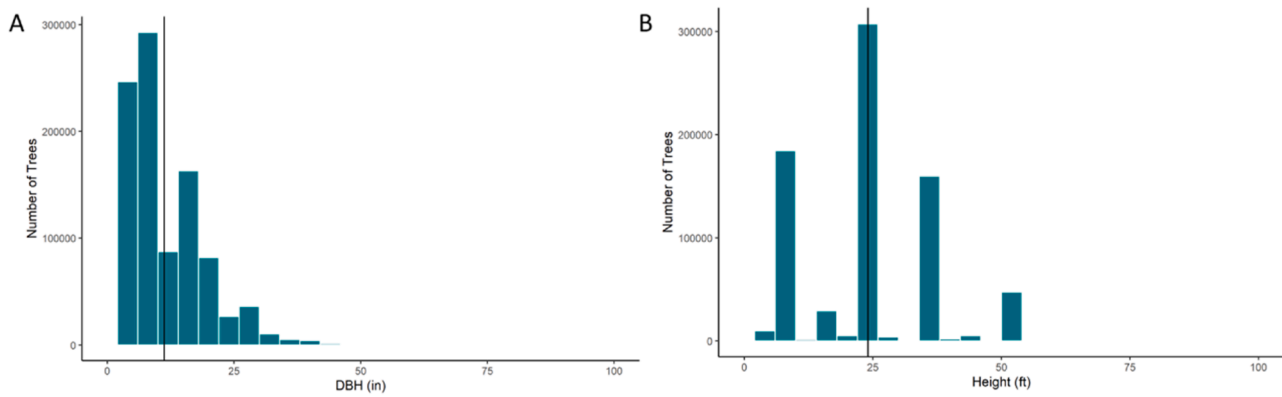 A
Number of Trees
300000
200000
100000
0
0 25 50 75 100
DBH (in)
B
Number of Trees
300000
200000
100000
0
0 25 50 75 100
Height (ft)